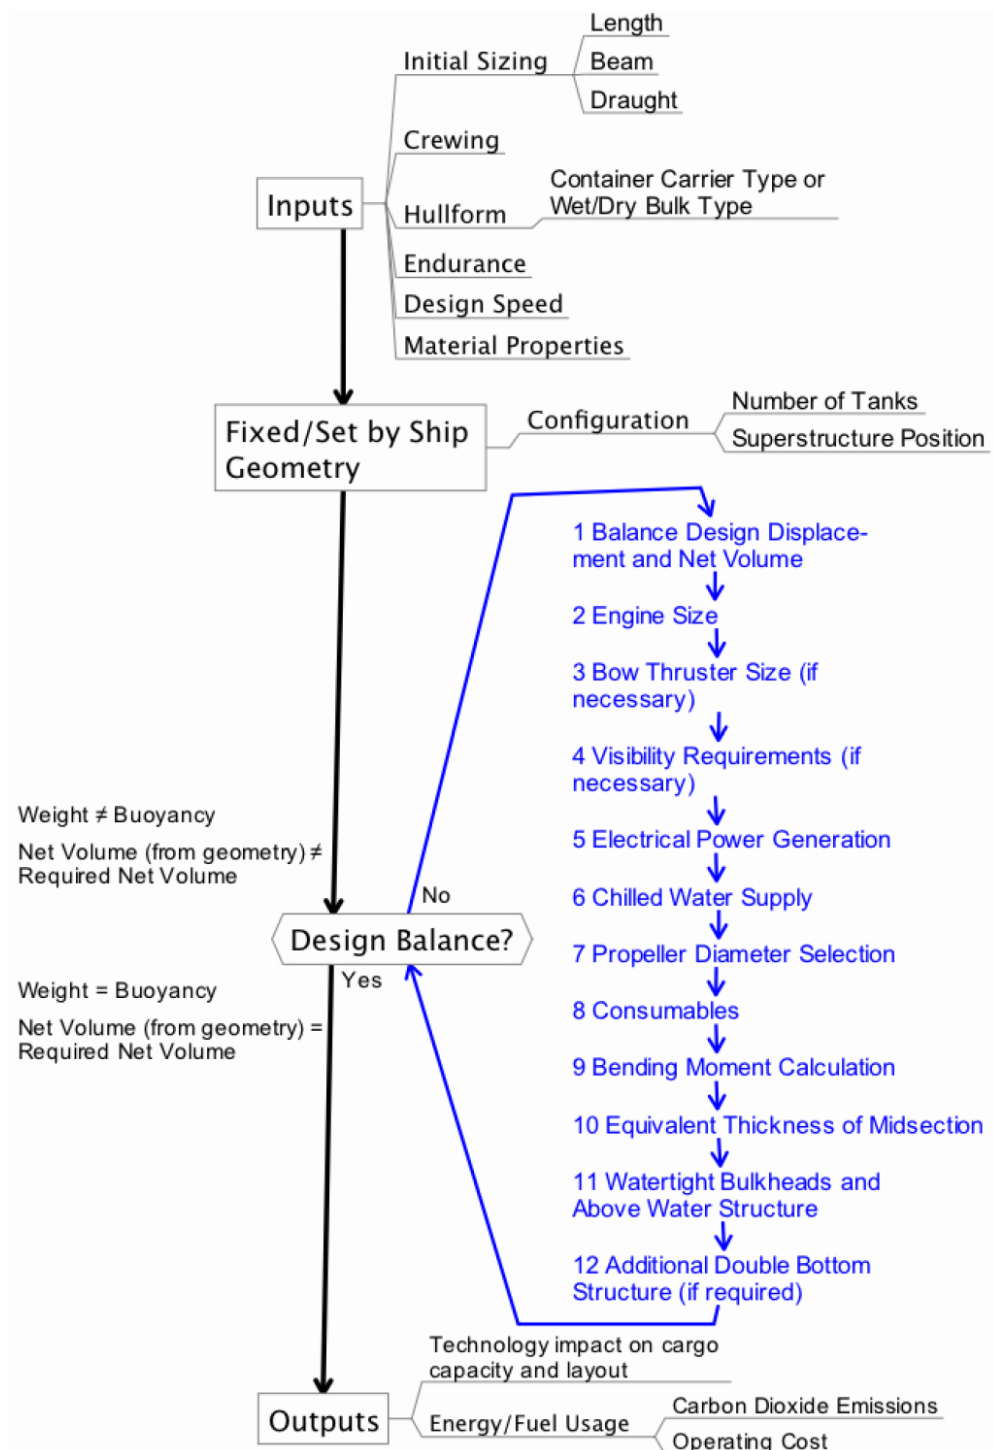 Length
Initial Sizing
Beam
Draught
Crewing
Container Carrier Type or
Wet/Dry Bulk Type
Inputs
Hullform
Endurance
Design Speed
Material Properties
Fixed/Set by Ship
Geometry
Configuration
Number of Tanks
Superstructure Position
1 Balance Design Displace-
ment and Net Volume
2 Engine Size
3 Bow Thruster Size (if
necessary)
4 Visibility Requirements (if
necessary)
5 Electrical Power Generation
6 Chilled Water Supply
7 Propeller Diameter Selection
8 Consumables
9 Bending Moment Calculation
10 Equivalent Thickness of Midsection
11 Watertight Bulkheads and
Above Water Structure
12 Additional Double Bottom
Structure (if required)
Weight ≠ Buoyancy
Net Volume (from geometry) ≠
Required Net Volume
No
Design Balance?
Yes
Weight = Buoyancy
Net Volume (from geometry) =
Required Net Volume
Technology impact on cargo
capacity and layout
Outputs
Energy/Fuel Usage
Carbon Dioxide Emissions
Operating Cost